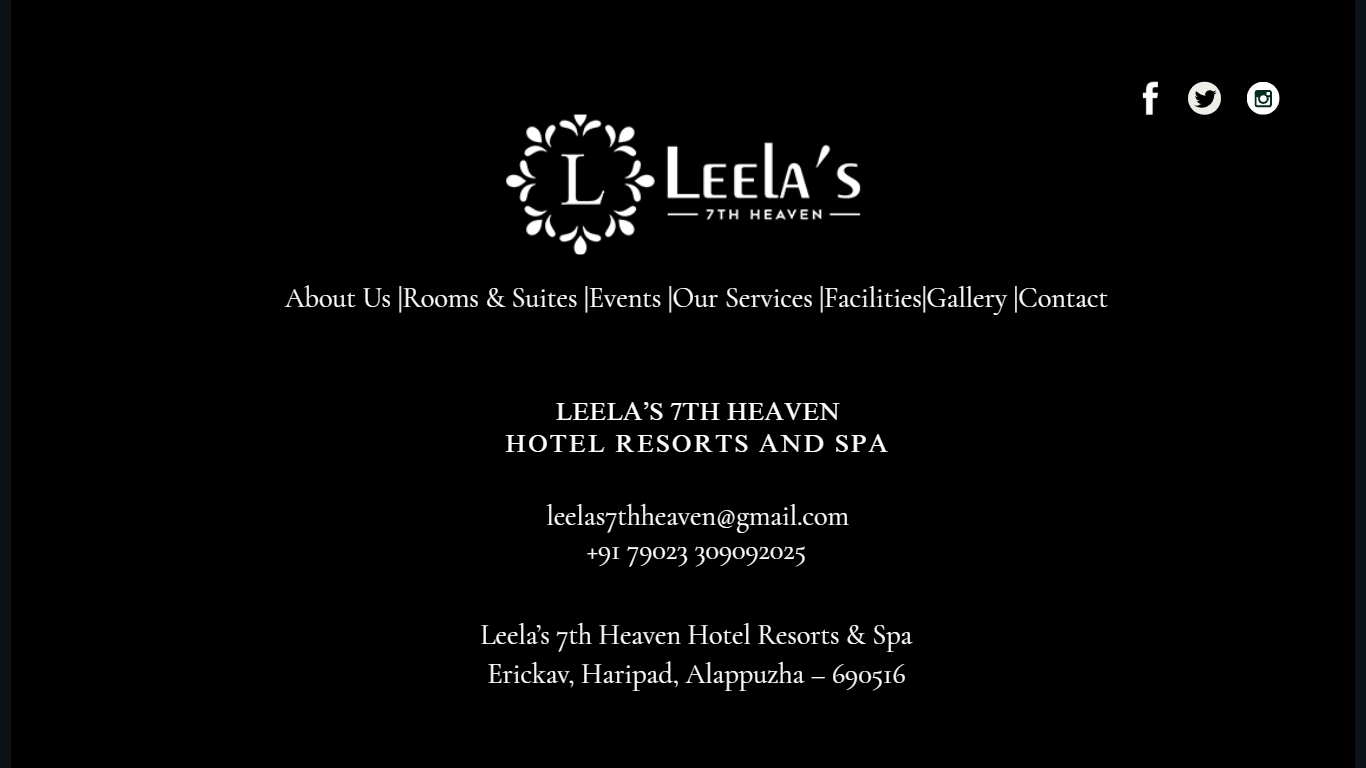 L Leela's
7TH HEAVEN
About Us |Rooms & Suites |Events |Our Services |Facilities|Gallery |Contact
LEELA’S 7TH HEAVEN
HOTEL RESORTS AND SPA
leelas7thheaven@gmail.com
+91 79023 309092025
Leela’s 7th Heaven Hotel Resorts & Spa
Erickav, Haripad, Alappuzha – 690516